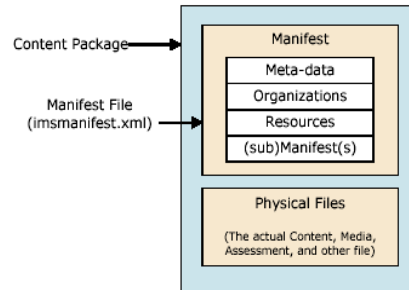 Content Package
Manifest File
(imsmanifest.xml)
Manifest
Meta-data
Organizations
Resources
(sub)Manifest(s)
Physical Files
(The actual Content, Media,
Assessment, and other file)